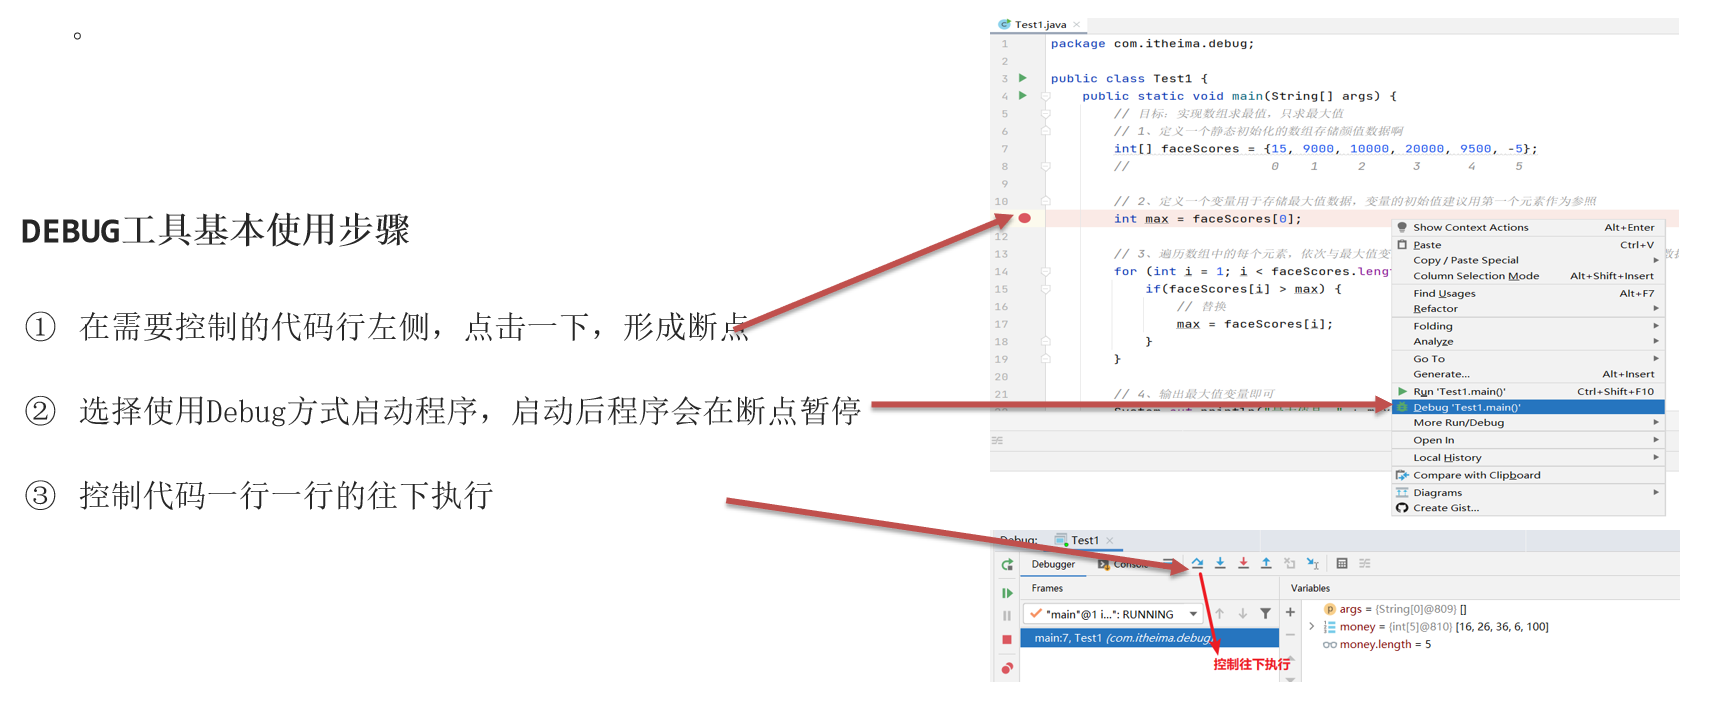 。
DEBUG工具基本使用步骤
① 在需要控制的代码行左侧，点击一下，形成断点
② 选择使用Debug方式启动程序，启动后程序会在断点暂停
③ 控制代码一行一行的往下执行
Test1.java
1 package com.itheima.debug;
2
3 public class Test1 {
4 public static void main(String[] args) {
5 // 目标：实现数组求最值，只求最大值
6 // 1、定义一个静态初始化的数组存储颜值数据啊
7 int[] faceScores = {15, 9000, 10000, 20000, 9500, -5};
8 // 0 1 2 3 4 5
9
10 // 2、定义一个变量用于存储最大值数据，变量的初始值建议用第一个元素作为参照
int max = faceScores[0];
12
13 // 3、遍历数组中的每个元素，依次与最大值变
14 for (int i = 1; i < faceScores.leng
15 if(faceScores[i] > max) {
16 // 替换
17 max = faceScores[i];
18 }
19 }
20
21 // 4、输出最大值变量即可
Show Context Actions Alt+Enter
Paste Ctrl+V
Copy / Paste Special
Column Selection Mode Alt+Shift+Insert
Find Usages Alt+F7
Refactor
Folding
Analyze
Go To
Generate... Alt+Insert
Run 'Test1.main()' Ctrl+Shift+F10
Debug 'Test1.main()'
More Run/Debug
Open In
Local History
Compare with Clipboard
Diagrams
Create Gist...
Debug: Test1
Debugger Console
Frames Variables
"main"@1 i...": RUNNING
main:7, Test1 (com.itheima.debug)
args = {String[0]@809} []
money = {int[5]@810} [16, 26, 36, 6, 100]
money.length = 5
控制往下执行